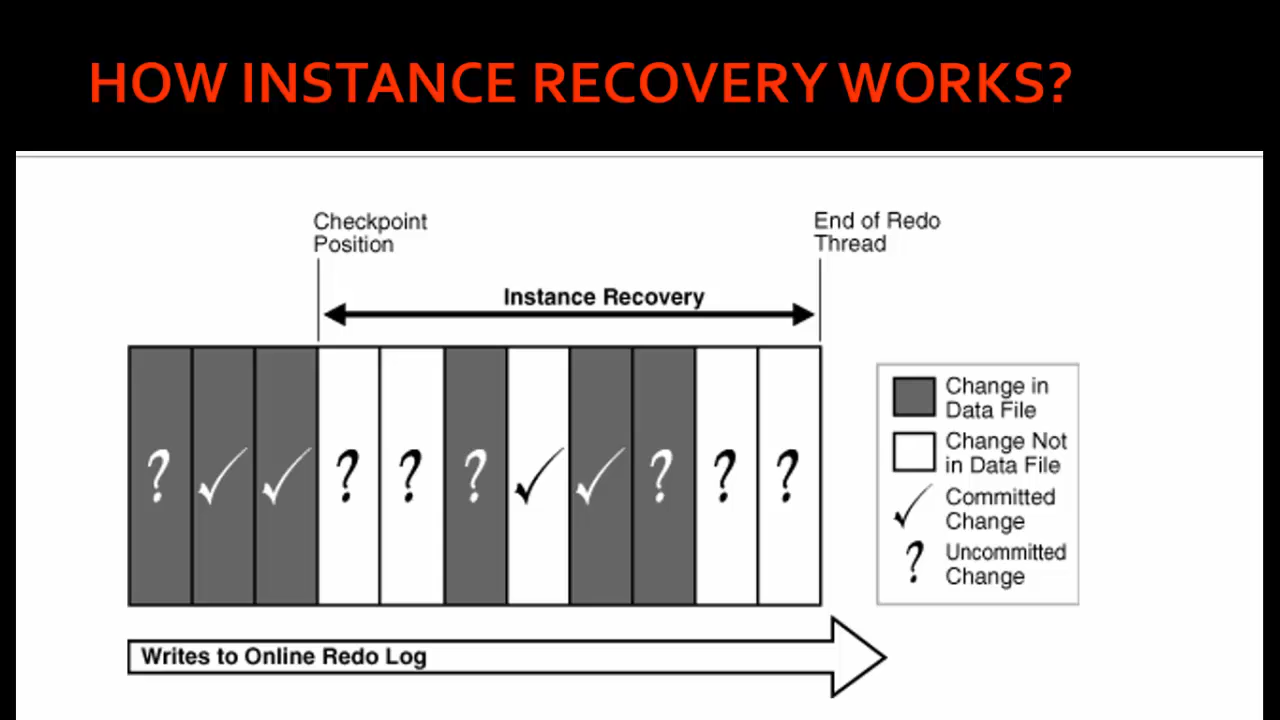 HOW INSTANCE RECOVERY WORKS?
Checkpoint
Position
End of Redo
Thread
Instance Recovery
? ✓ ✓ ? ? ? ✓ ✓ ? ? ?
Change in
Data File
Change Not
in Data File
✓ Committed
Change
? Uncommitted
Change
Writes to Online Redo Log